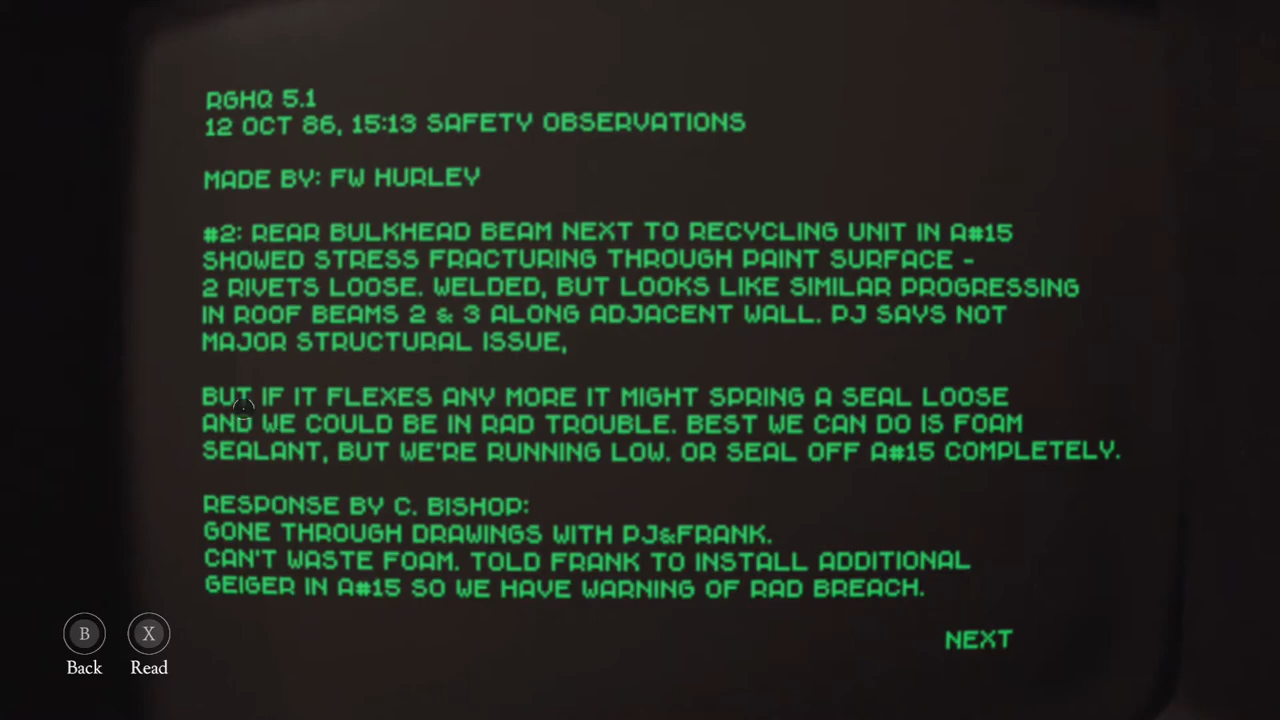 RGHQ 5.1
12 OCT 86, 15:13 SAFETY OBSERVATIONS
MADE BY: FW HURLEY
#2: REAR BULKHEAD BEAM NEXT TO RECYCLING UNIT IN A#15
SHOWED STRESS FRACTURING THROUGH PAINT SURFACE -
2 RIVETS LOOSE. WELDED, BUT LOOKS LIKE SIMILAR PROGRESSING
IN ROOF BEAMS 2 & 3 ALONG ADJACENT WALL. PJ SAYS NOT
MAJOR STRUCTURAL ISSUE,
BUT IF IT FLEXES ANY MORE IT MIGHT SPRING A SEAL LOOSE
AND WE COULD BE IN RAD TROUBLE. BEST WE CAN DO IS FOAM
SEALANT, BUT WE'RE RUNNING LOW. OR SEAL OFF A#15 COMPLETELY.
RESPONSE BY C. BISHOP:
GONE THROUGH DRAWINGS WITH PJ&FRANK.
CAN'T WASTE FOAM. TOLD FRANK TO INSTALL ADDITIONAL
GEIGER IN A#15 SO WE HAVE WARNING OF RAD BREACH.
NEXT
B X
Back Read